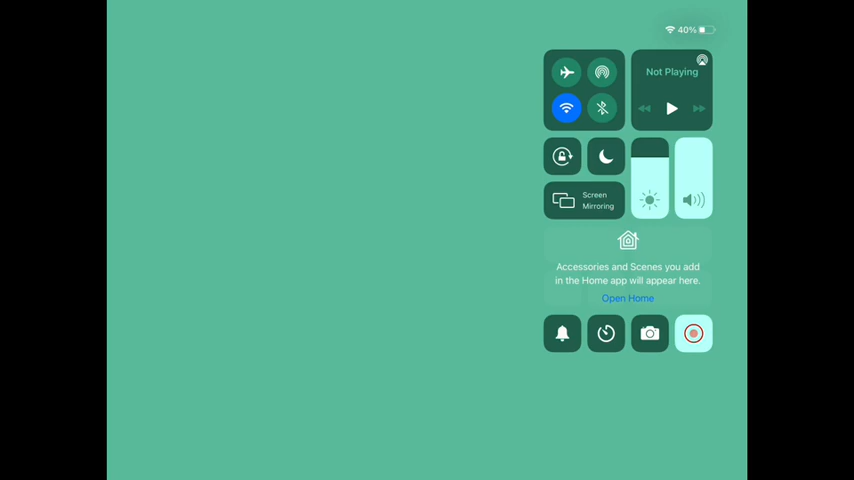 40%
Not Playing
Screen
Mirroring
Accessories and Scenes you add
in the Home app will appear here.
Open Home